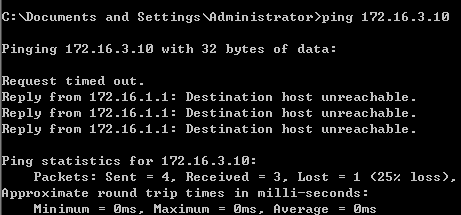 C:\Documents and Settings\Administrator>ping 172.16.3.10
Pinging 172.16.3.10 with 32 bytes of data:
Request timed out.
Reply from 172.16.1.1: Destination host unreachable.
Reply from 172.16.1.1: Destination host unreachable.
Reply from 172.16.1.1: Destination host unreachable.
Ping statistics for 172.16.3.10:
Packets: Sent = 4, Received = 3, Lost = 1 (25% loss),
Approximate round trip times in milli-seconds:
Minimum = 0ms, Maximum = 0ms, Average = 0ms